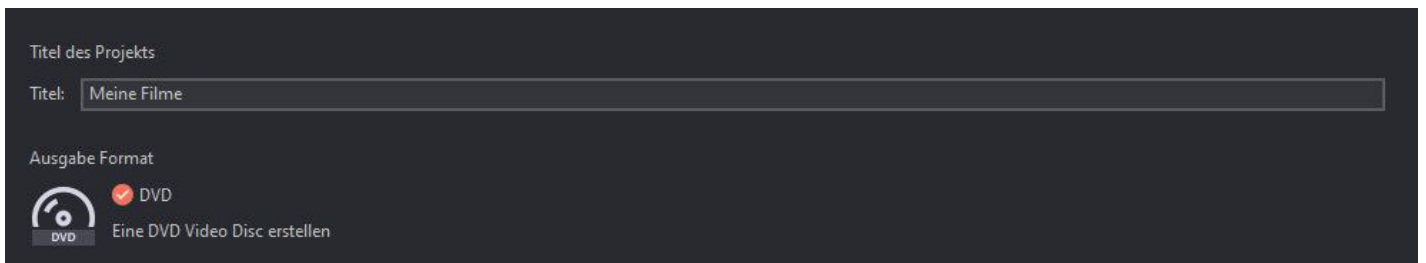 Titel des Projekts
Titel: Meine Filme
Ausgabe Format
DVD
DVD
Eine DVD Video Disc erstellen